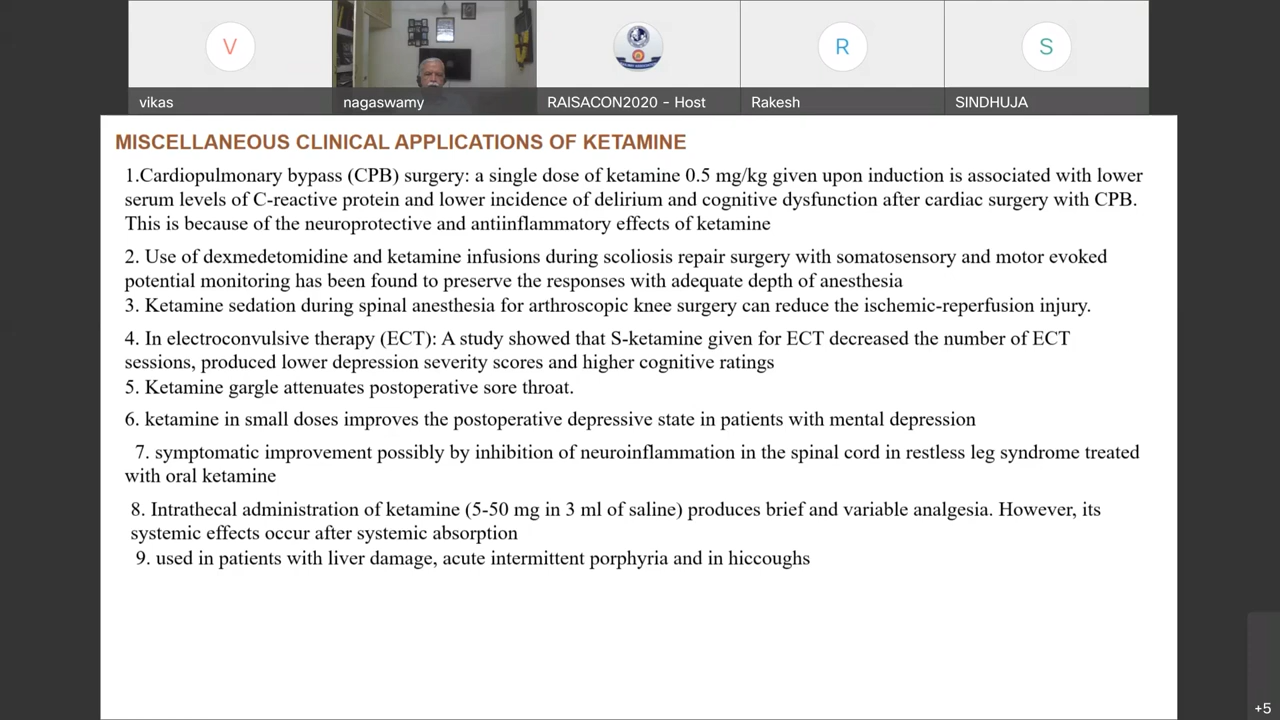 V
R
S
vikas
nagaswamy
RAISACON2020 - Host
Rakesh
SINDHUJA
MISCELLANEOUS CLINICAL APPLICATIONS OF KETAMINE
1.Cardiopulmonary bypass (CPB) surgery: a single dose of ketamine 0.5 mg/kg given upon induction is associated with lower
serum levels of C-reactive protein and lower incidence of delirium and cognitive dysfunction after cardiac surgery with CPB.
This is because of the neuroprotective and antiinflammatory effects of ketamine
2. Use of dexmedetomidine and ketamine infusions during scoliosis repair surgery with somatosensory and motor evoked
potential monitoring has been found to preserve the responses with adequate depth of anesthesia
3. Ketamine sedation during spinal anesthesia for arthroscopic knee surgery can reduce the ischemic-reperfusion injury.
4. In electroconvulsive therapy (ECT): A study showed that S-ketamine given for ECT decreased the number of ECT
sessions, produced lower depression severity scores and higher cognitive ratings
5. Ketamine gargle attenuates postoperative sore throat.
6. ketamine in small doses improves the postoperative depressive state in patients with mental depression
7. symptomatic improvement possibly by inhibition of neuroinflammation in the spinal cord in restless leg syndrome treated
with oral ketamine
8. Intrathecal administration of ketamine (5-50 mg in 3 ml of saline) produces brief and variable analgesia. However, its
systemic effects occur after systemic absorption
9. used in patients with liver damage, acute intermittent porphyria and in hiccoughs
+5